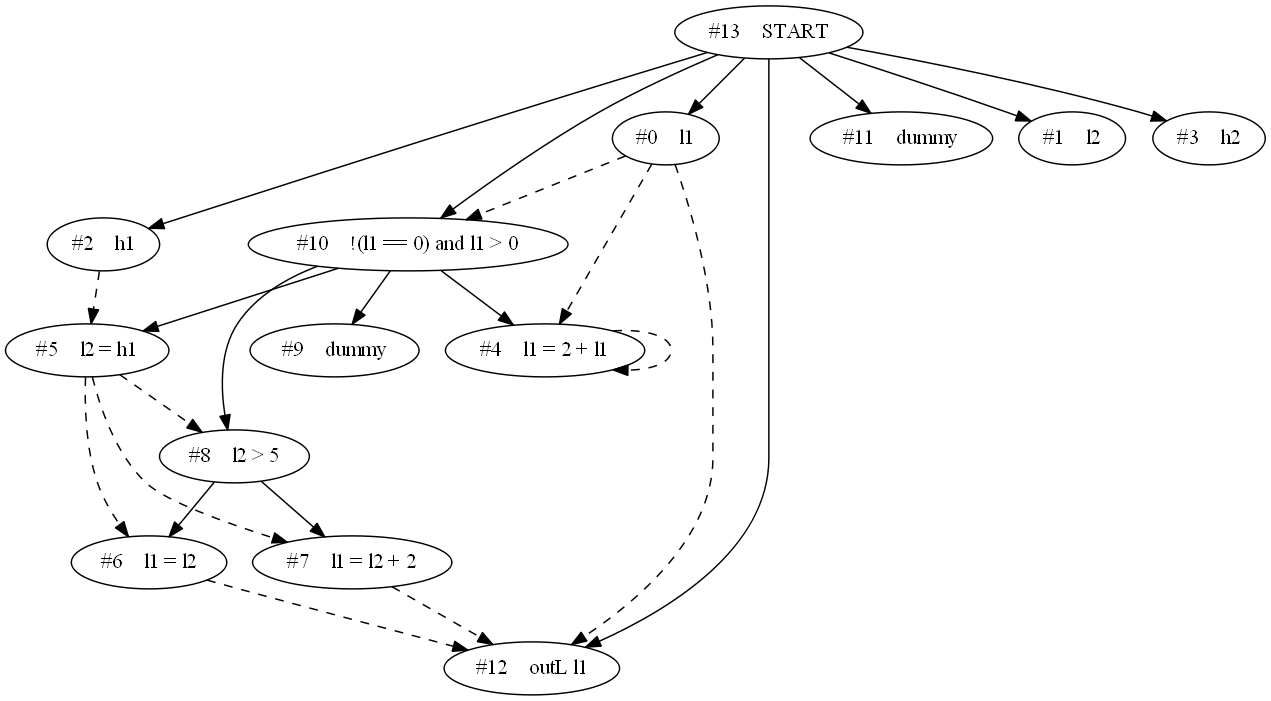 #13 START
#0 l1
#11 dummy
#1 l2
#3 h2
#2 h1
#10 !(l1 == 0) and l1 > 0
#5 l2 = h1
#9 dummy
#4 l1 = 2 + l1
#8 l2 > 5
#6 l1 = l2
#7 l1 = l2 + 2
#12 outL l1